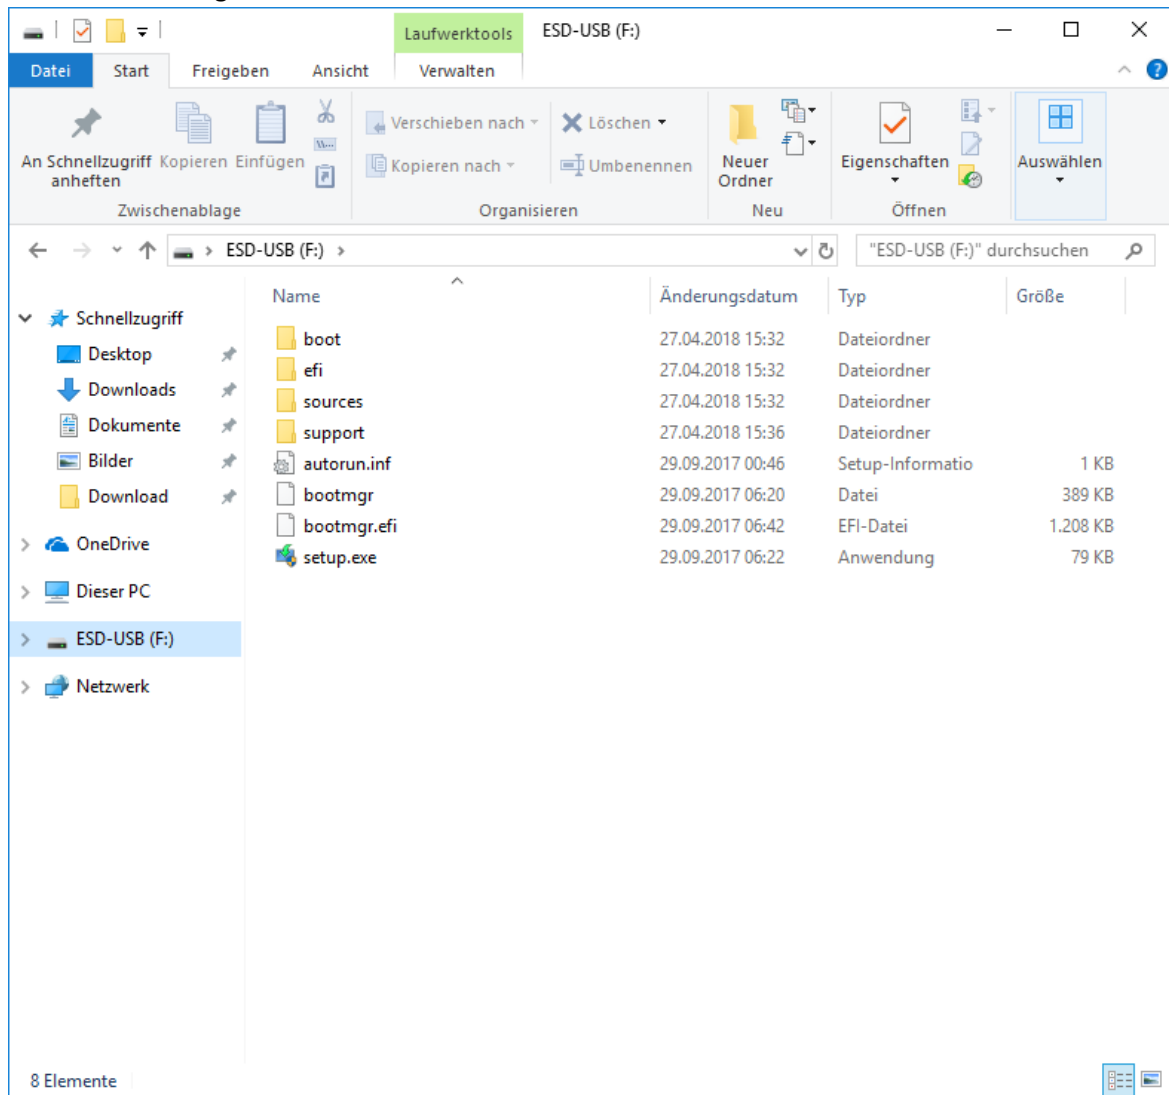 Laufwerktools ESD-USB (F:)
Datei Start Freigeben Ansicht Verwalten
An Schnellzugriff anheften
Kopieren
Einfügen
Verschieben nach
Kopieren nach
Löschen
Umbenennen
Neuer Ordner
Eigenschaften
Auswählen
Zwischenablage Organisieren Neu Öffnen
ESD-USB (F:) "ESD-USB (F:)" durchsuchen
Schnellzugriff
Desktop
Downloads
Dokumente
Bilder
Download
OneDrive
Dieser PC
ESD-USB (F:)
Netzwerk
Name Änderungsdatum Typ Größe
boot 27.04.2018 15:32 Dateiordner
efi 27.04.2018 15:32 Dateiordner
sources 27.04.2018 15:32 Dateiordner
support 27.04.2018 15:36 Dateiordner
autorun.inf 29.09.2017 00:46 Setup-Informatio 1 KB
bootmgr 29.09.2017 06:20 Datei 389 KB
bootmgr.efi 29.09.2017 06:42 EFI-Datei 1.208 KB
setup.exe 29.09.2017 06:22 Anwendung 79 KB
8 Elemente